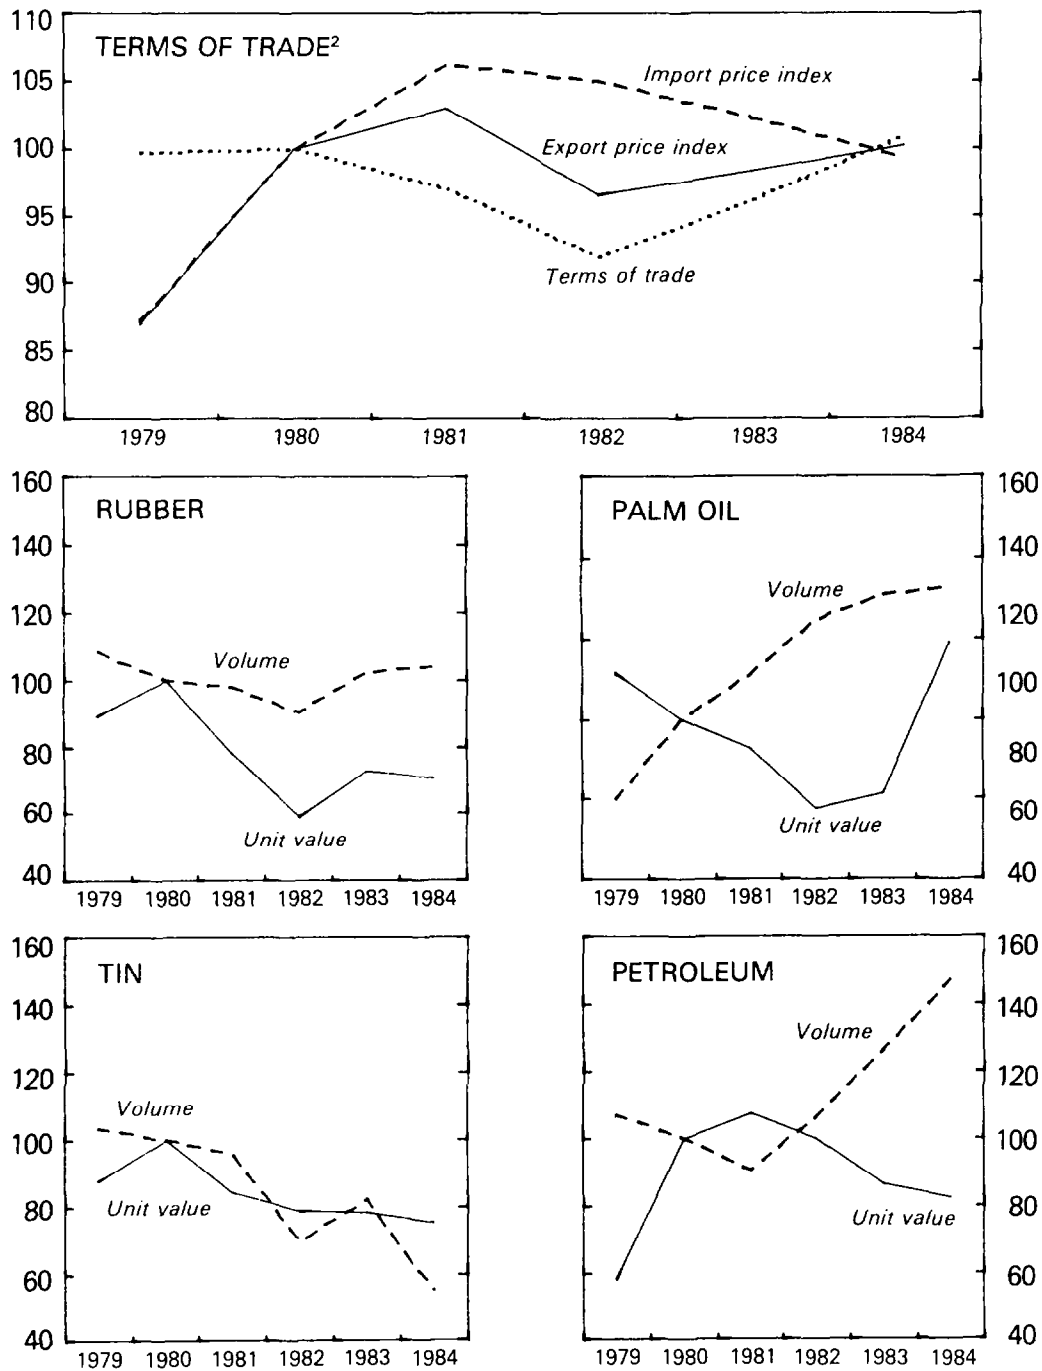 110
TERMS OF TRADE²
105
Import price index
100
Export price index
95
90
Terms of trade
85
80
1979 1980 1981 1982 1983 1984
160
RUBBER
140
120
Volume
100
80
60
Unit value
40
1979 1980 1981 1982 1983 1984
PALM OIL
160
140
Volume
120
100
80
60
Unit value
40
1979 1980 1981 1982 1983 1984
160
TIN
140
120
Volume
100
80
Unit value
60
40
1979 1980 1981 1982 1983 1984
PETROLEUM
160
140
Volume
120
100
80
Unit value
60
40
1979 1980 1981 1982 1983 1984